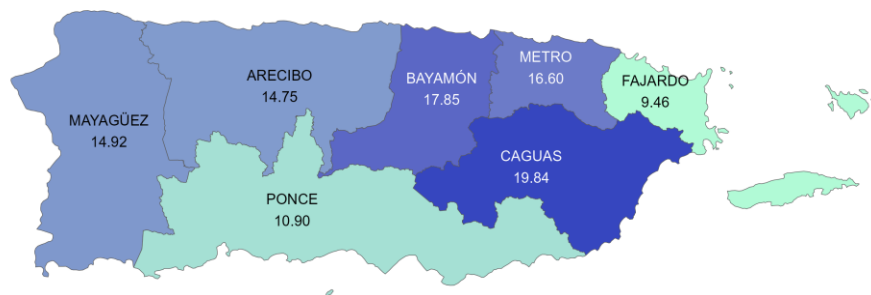 METRO
16.60
ARECIBO
14.75
BAYAMÓN
17.85
FAJARDO
9.46
MAYAGÜEZ
14.92
CAGUAS
19.84
PONCE
10.90